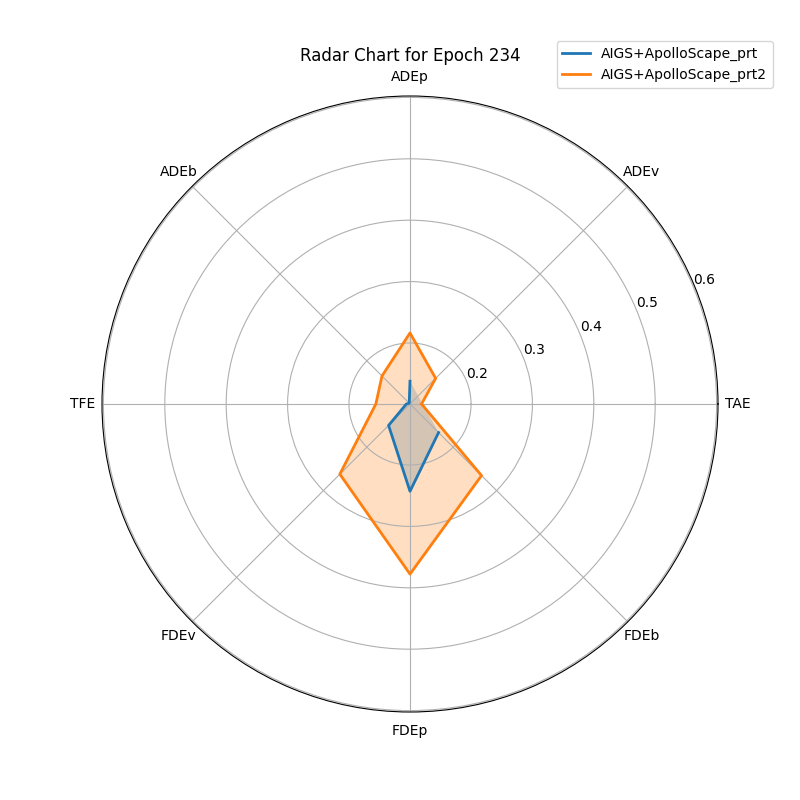 Radar Chart for Epoch 234
AIGS+ApolloScape_prt
AIGS+ApolloScape_prt2
ADEp
ADEb
ADEv
0.6
0.5
0.4
0.3
0.2
TFE
TAE
FDEv
FDEb
FDEp